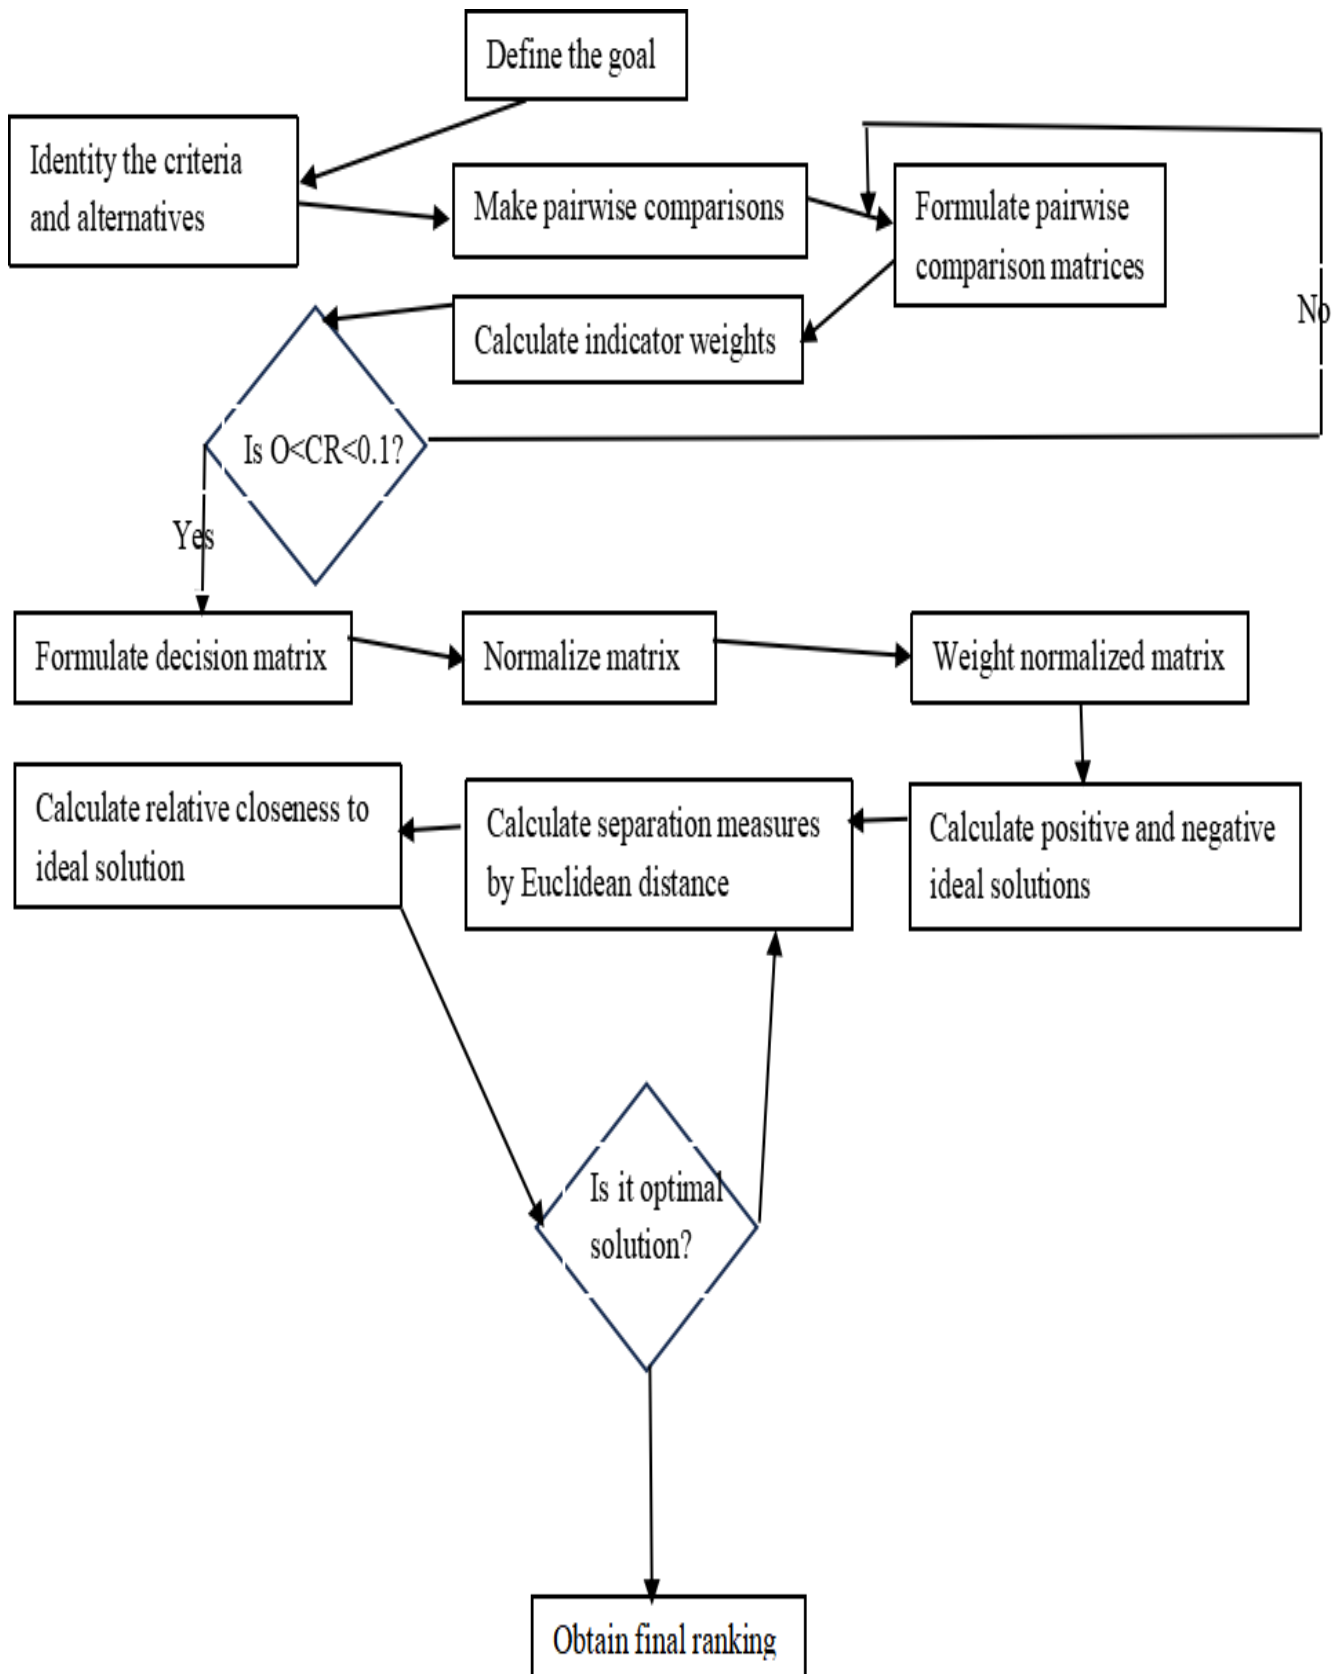 Define the goal
Identity the criteria
and alternatives
Make pairwise comparisons
Formulate pairwise
comparison matrices
No
Calculate indicator weights
Is O<CR<0.1?
Yes
Formulate decision matrix
Normalize matrix
Weight normalized matrix
Calculate relative closeness to
ideal solution
Calculate separation measures
by Euclidean distance
Calculate positive and negative
ideal solutions
Is it optimal
solution?
Obtain final ranking